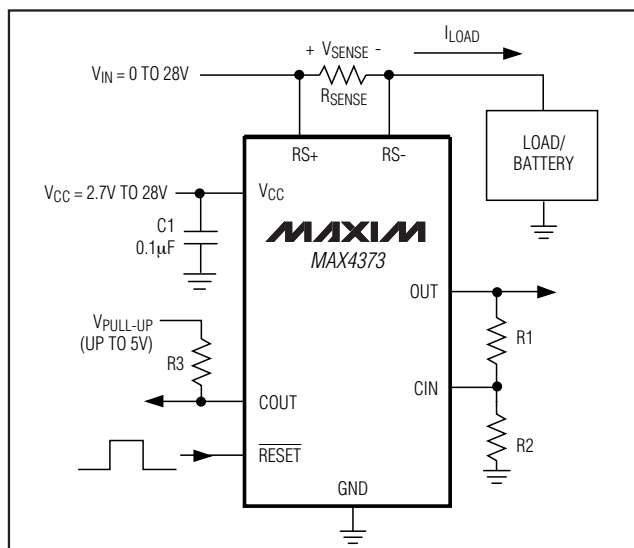 + VSENSE -
ILOAD
VIN = 0 TO 28V
RSENSE
RS+
RS-
LOAD/
BATTERY
VCC = 2.7V TO 28V
VCC
C1
0.1μF
MAXIM
MAX4373
OUT
VPULL-UP
(UP TO 5V)
R3
R1
CIN
COUT
R2
RESET
GND